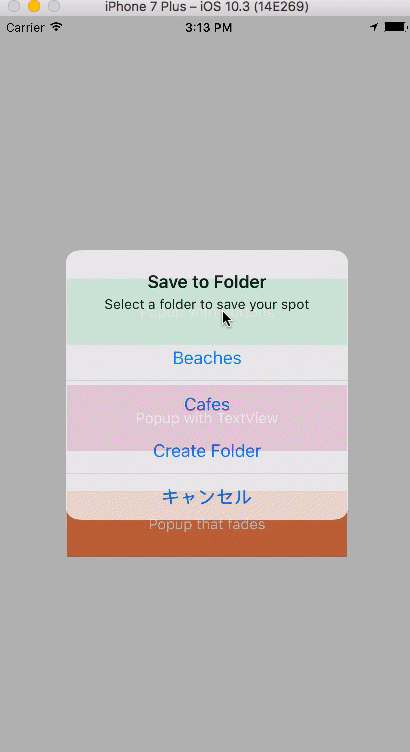 iPhone 7 Plus – iOS 10.3 (14E269)
Carrier 3:13 PM
Save to Folder
Select a folder to save your spot
Beaches
Cafes
Popup with TextView
Create Folder
キャンセル
Popup that fades